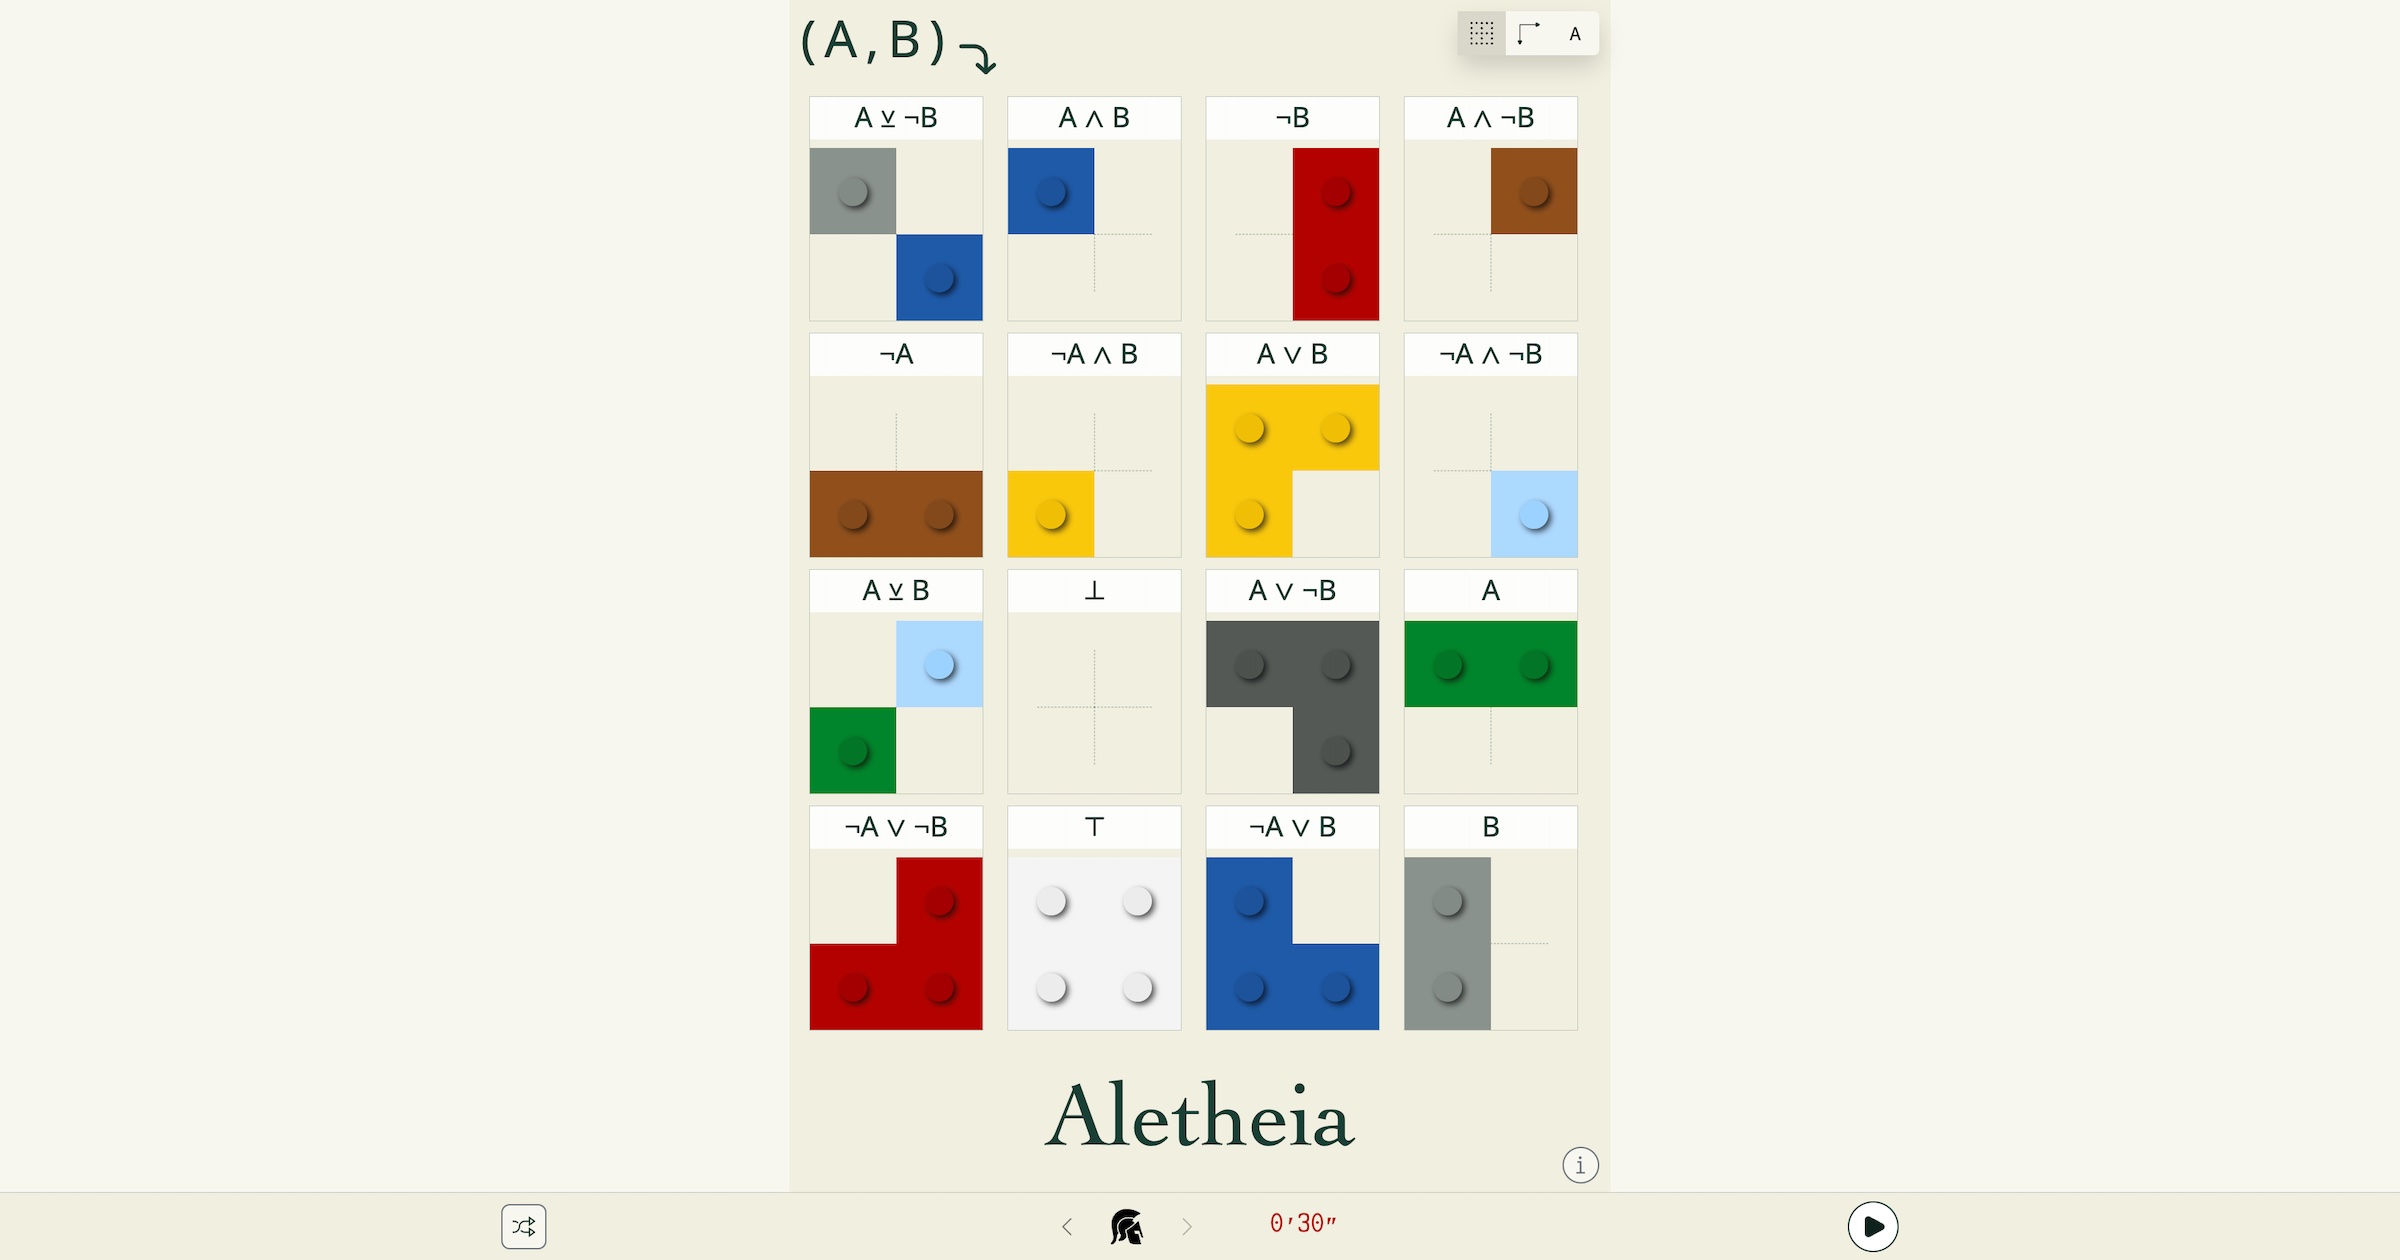 (A,B)
A
A ⊻ ¬B
A ∧ B
¬B
A ∧ ¬B
¬A
¬A ∧ B
A ∨ B
¬A ∧ ¬B
A ⊻ B
⊥
A ∨ ¬B
A
¬A ∨ ¬B
⊤
¬A ∨ B
B
Aletheia
i
0′30″